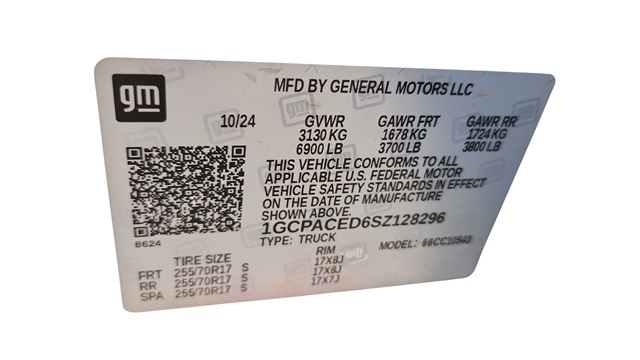 gm
MFD BY GENERAL MOTORS LLC
10/24 GVWR GAWR FRT GAWR RR
3130 KG 1678 KG 1724 KG
6900 LB 3700 LB 3800 LB
THIS VEHICLE CONFORMS TO ALL
APPLICABLE U.S. FEDERAL MOTOR
VEHICLE SAFETY STANDARDS IN EFFECT
ON THE DATE OF MANUFACTURE
SHOWN ABOVE.
1GCPACED6SZ128296
8624
TYPE: TRUCK MODEL: 66CC10543
TIRE SIZE RIM
FRT 255/70R17 S 17X8J
RR 255/70R17 S 17X8J
SPA 255/70R17 S 17X7J